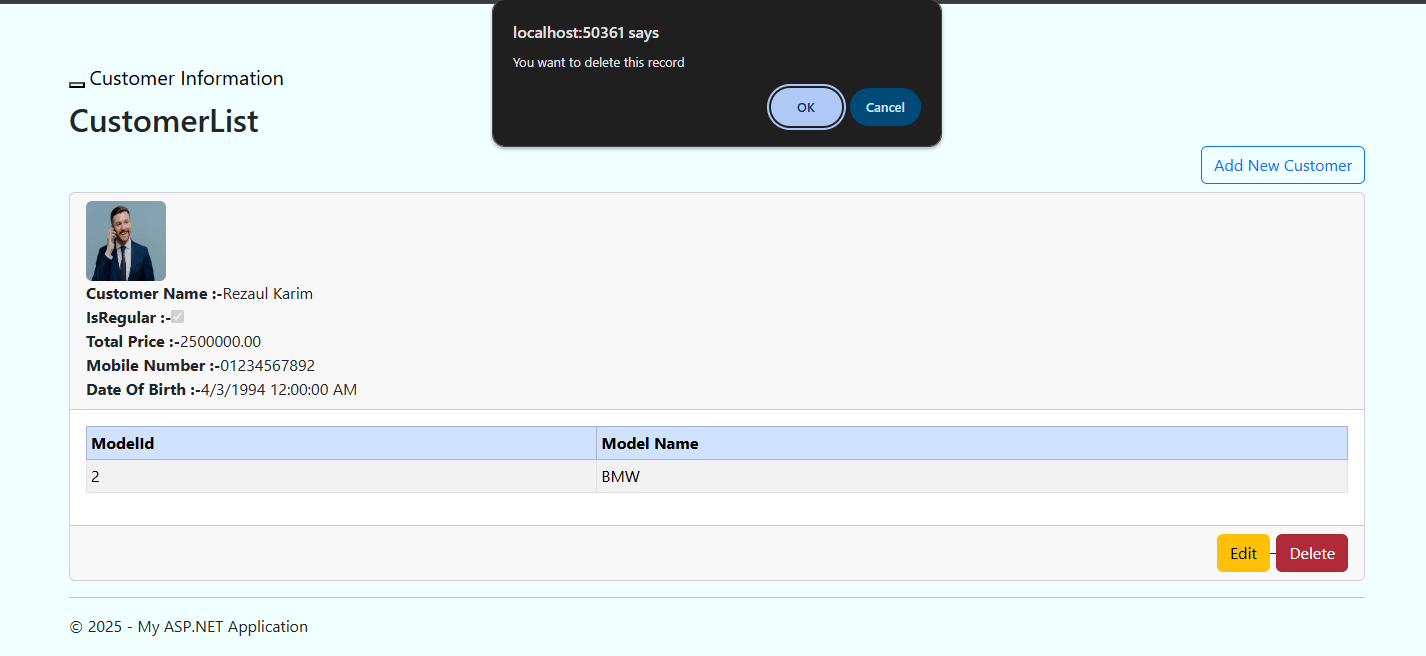 localhost:50361 says
You want to delete this record
OK Cancel
Customer Information
CustomerList
Add New Customer
Customer Name :-Rezaul Karim
IsRegular :-
Total Price :-2500000.00
Mobile Number :-01234567892
Date Of Birth :-4/3/1994 12:00:00 AM
ModelId Model Name
2 BMW
Edit Delete
© 2025 - My ASP.NET Application